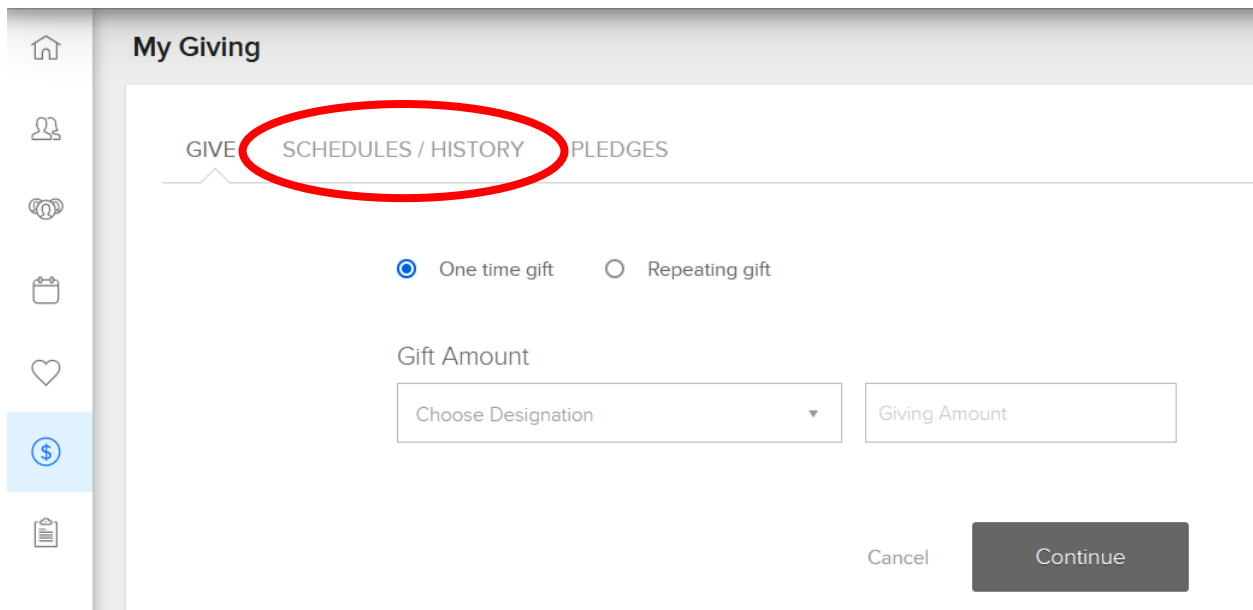 My Giving
GIVE SCHEDULES / HISTORY PLEDGES
One time gift Repeating gift
Gift Amount
Choose Designation Giving Amount
$
Cancel Continue